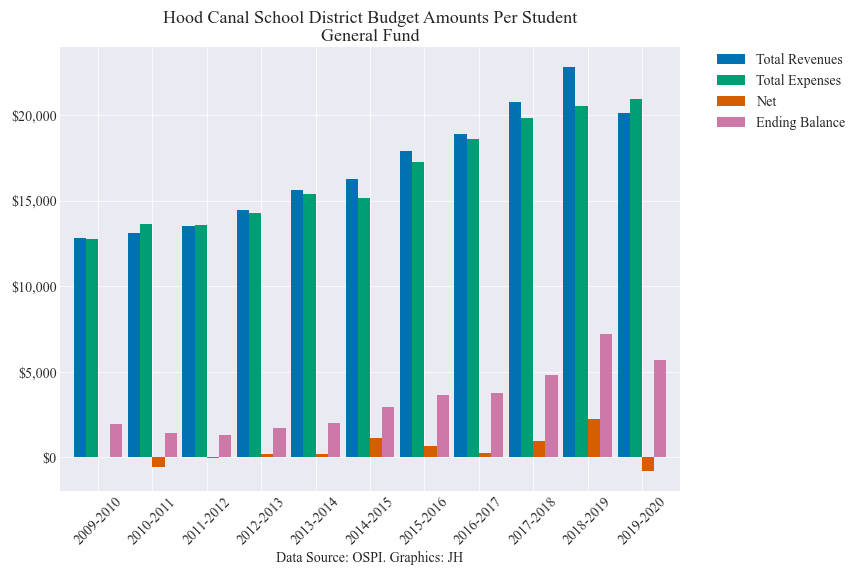 Hood Canal School District Budget Amounts Per Student
General Fund
Total Revenues
Total Expenses
Net
Ending Balance
$20,000
$15,000
$10,000
$5,000
$0
2009-2010
2010-2011
2011-2012
2012-2013
2013-2014
2014-2015
2015-2016
2016-2017
2017-2018
2018-2019
2019-2020
Data Source: OSPI. Graphics: JH